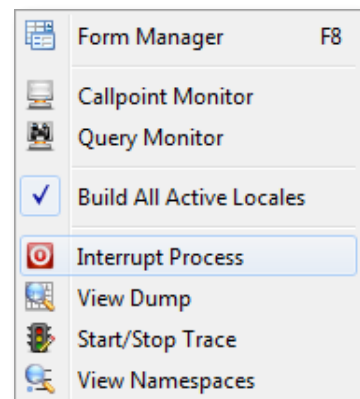 Form Manager F8
Callpoint Monitor
Query Monitor
Build All Active Locales
Interrupt Process
View Dump
Start/Stop Trace
View Namespaces